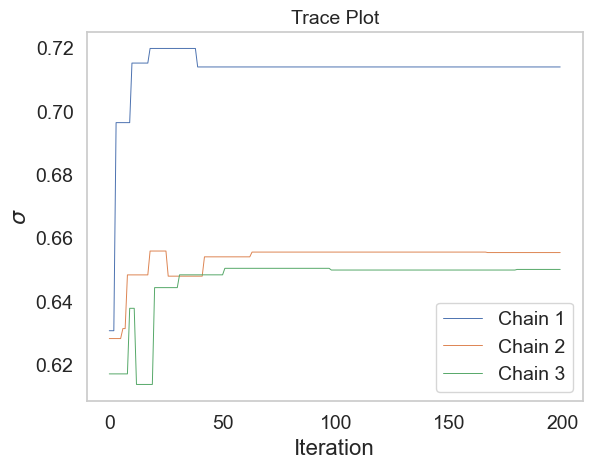 Trace Plot
0.72
0.70
0.68
0.66
0.64
0.62
σ
0 50 100 150 200
Iteration
Chain 1
Chain 2
Chain 3